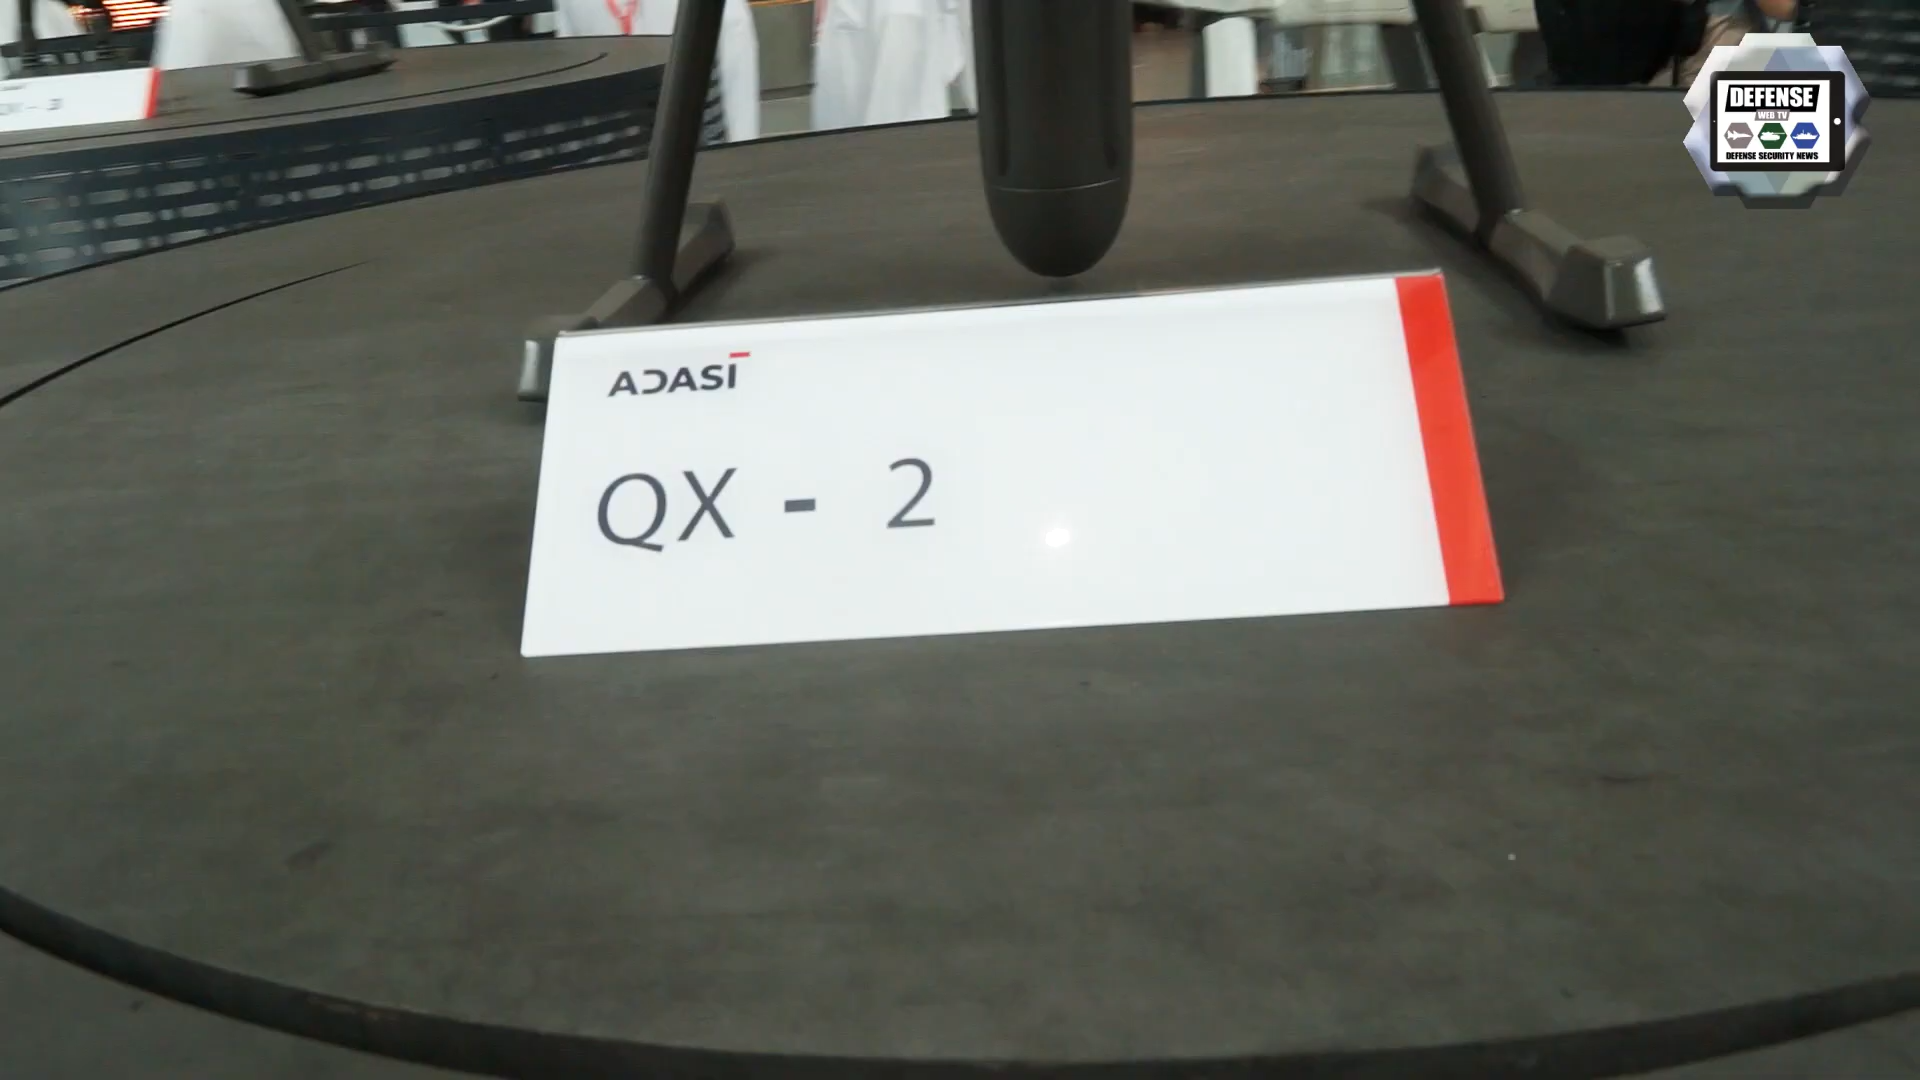 DEFENSE
WEB TV
DEFENSE SECURITY NEWS
ADASI
QX - 2